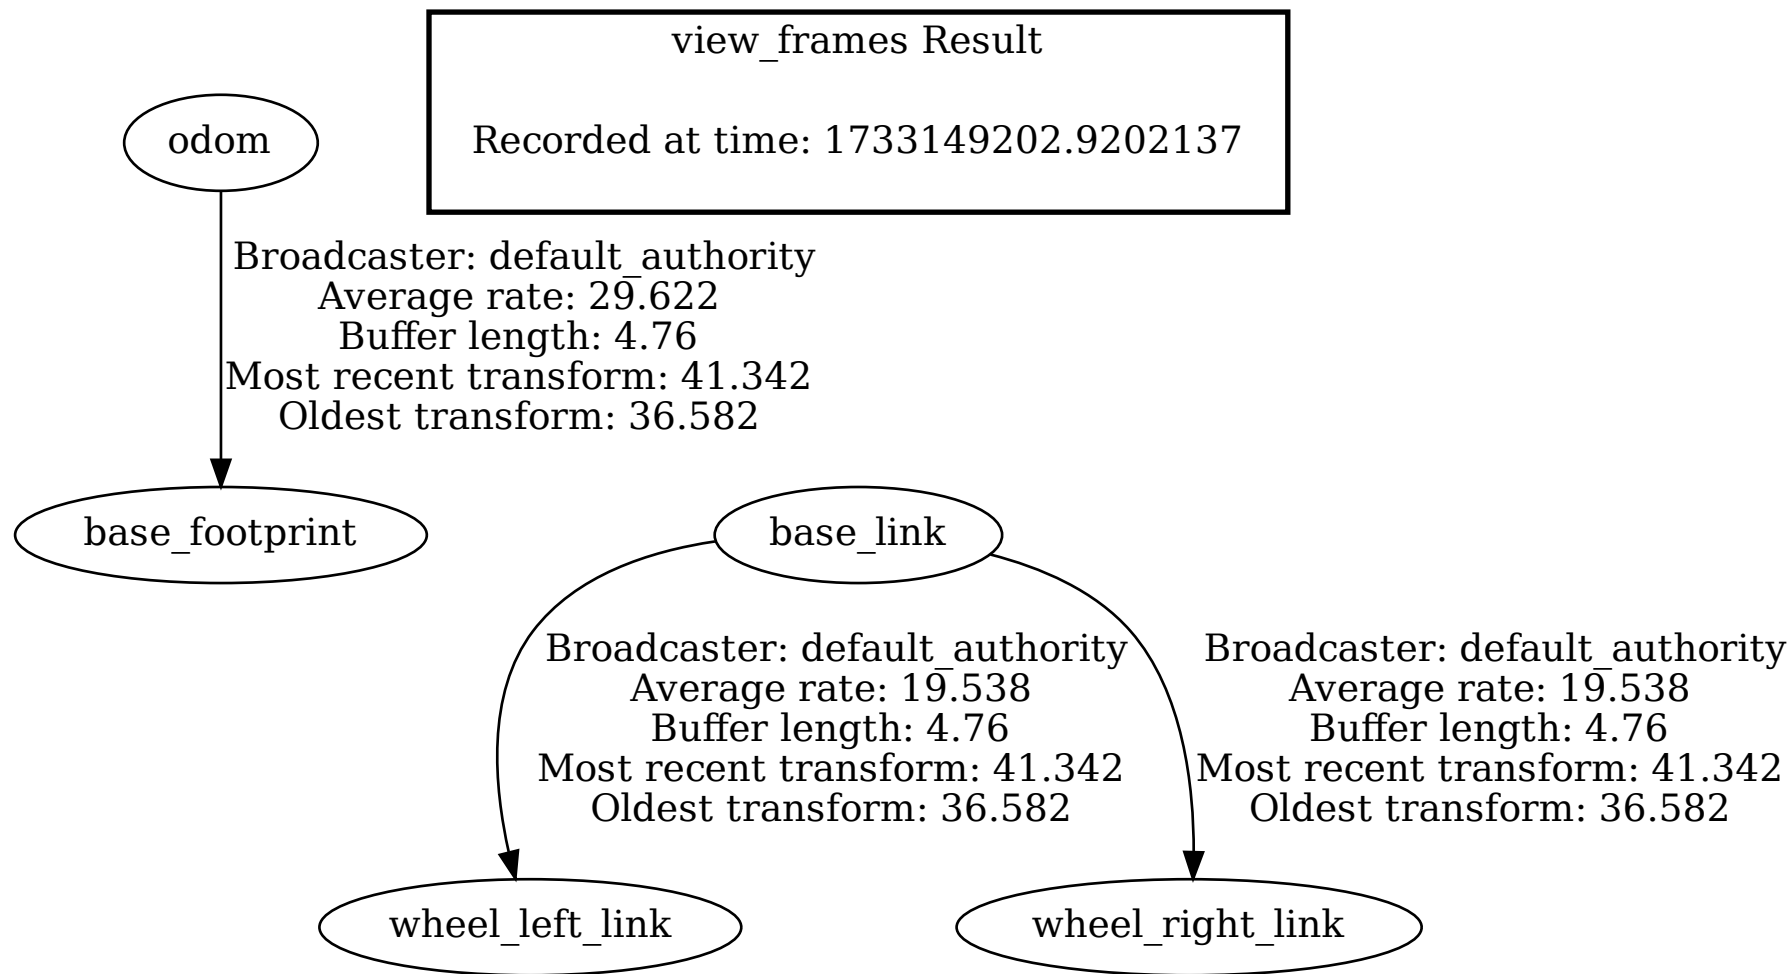 view_frames Result
Recorded at time: 1733149202.9202137
odom
Broadcaster: default_authority
Average rate: 29.622
Buffer length: 4.76
Most recent transform: 41.342
Oldest transform: 36.582
base_footprint
base_link
Broadcaster: default_authority
Average rate: 19.538
Buffer length: 4.76
Most recent transform: 41.342
Oldest transform: 36.582
Broadcaster: default_authority
Average rate: 19.538
Buffer length: 4.76
Most recent transform: 41.342
Oldest transform: 36.582
wheel_left_link
wheel_right_link